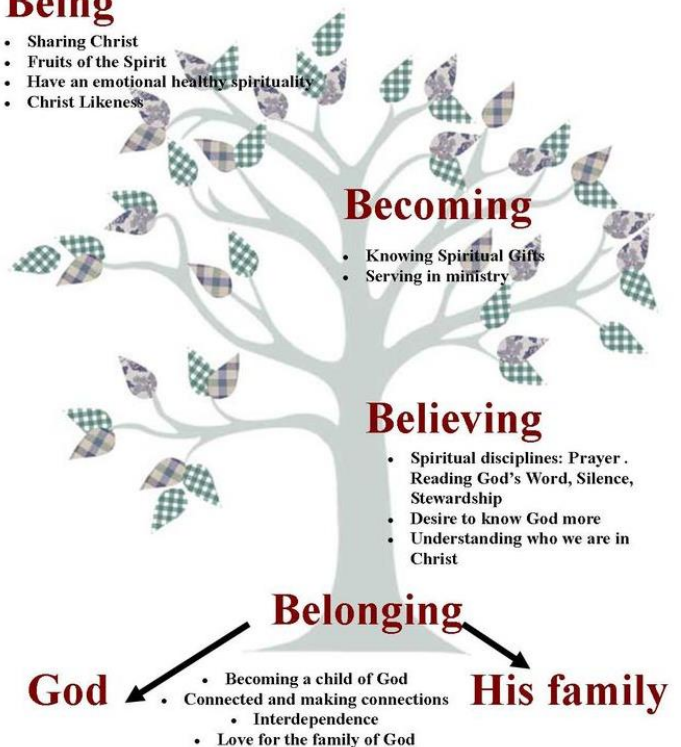 Being
• Sharing Christ
• Fruits of the Spirit
• Have an emotional healthy spirituality
• Christ Likeness
Becoming
• Knowing Spiritual Gifts
• Serving in ministry
Believing
• Spiritual disciplines: Prayer .
Reading God's Word, Silence,
Stewardship
• Desire to know God more
• Understanding who we are in
Christ
Belonging
God
• Becoming a child of God
• Connected and making connections
• Interdependence
• Love for the family of God
His family